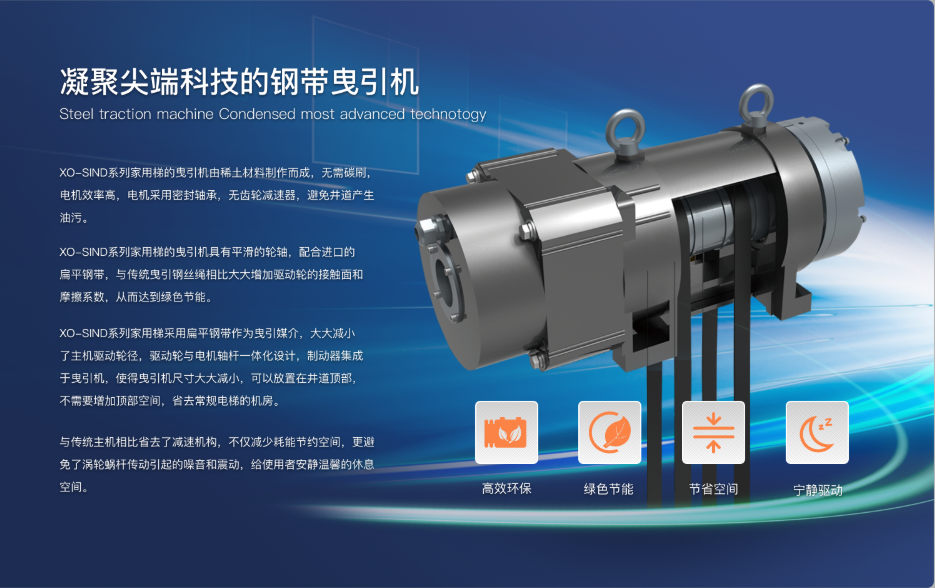 凝聚尖端科技的钢带曳引机
Steel traction machine Condensed most advanced technotogy
XO-SIND系列家用梯的曳引机由稀土材料制作而成，无需碳刷，
电机效率高，电机采用密封轴承，无齿轮减速器，避免井道产生
油污。
XO-SIND系列家用梯的曳引机具有平滑的轮轴，配合进口的
扁平钢带，与传统曳引钢丝绳相比大大增加驱动轮的接触面和
摩擦系数，从而达到绿色节能。
XO-SIND系列家用梯采用扁平钢带作为曳引媒介，大大减小
了主机驱动轮径，驱动轮与电机轴杆一体化设计，制动器集成
于曳引机，使得曳引机尺寸大大减小，可以放置在井道顶部，
不需要增加顶部空间，省去常规电梯的机房。
与传统主机相比省去了减速机构，不仅减少耗能节约空间，更避
免了涡轮蜗杆传动引起的噪音和震动，给使用者安静温馨的休息
空间。
z z
高效环保
绿色节能
节省空间
宁静驱动